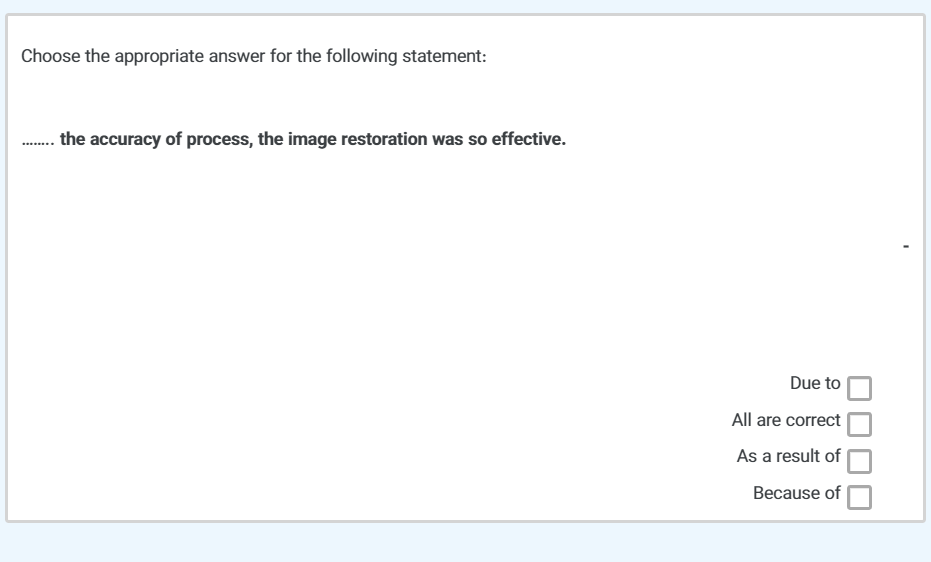 Choose the appropriate answer for the following statement:
........ the accuracy of process, the image restoration was so effective.
-
Due to
All are correct
As a result of
Because of